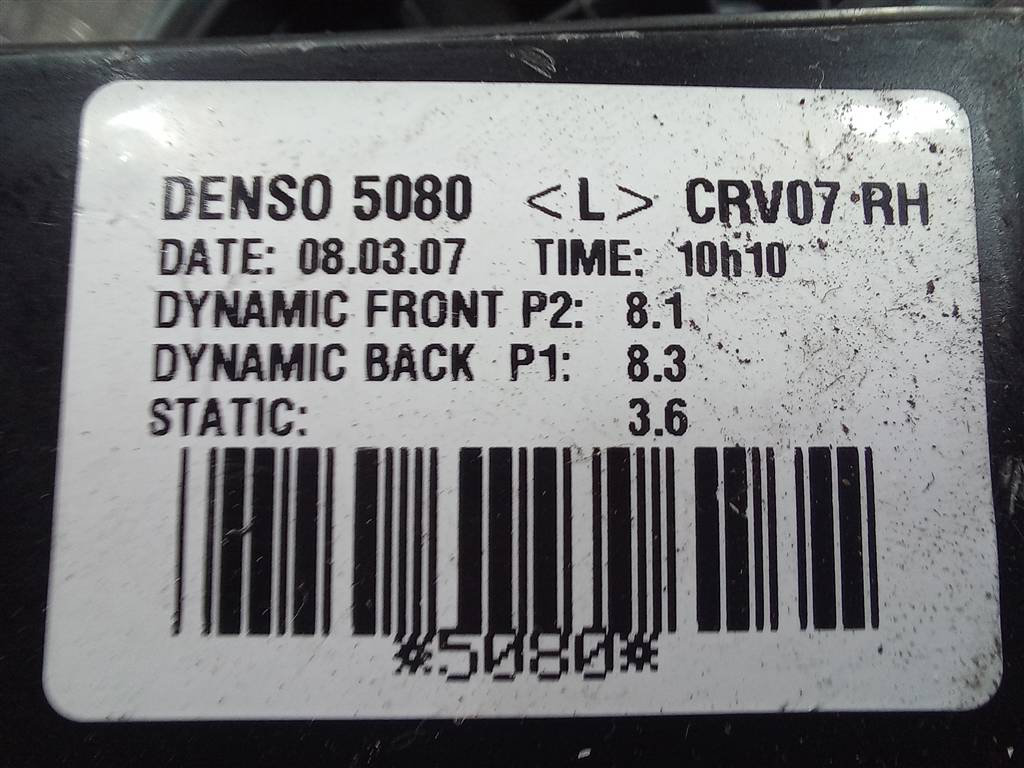 DENSO 5080 <L> CRV07 RH
DATE: 08.03.07 TIME: 10h10
DYNAMIC FRONT P2: 8.1
DYNAMIC BACK P1: 8.3
STATIC: 3.6
*5080*